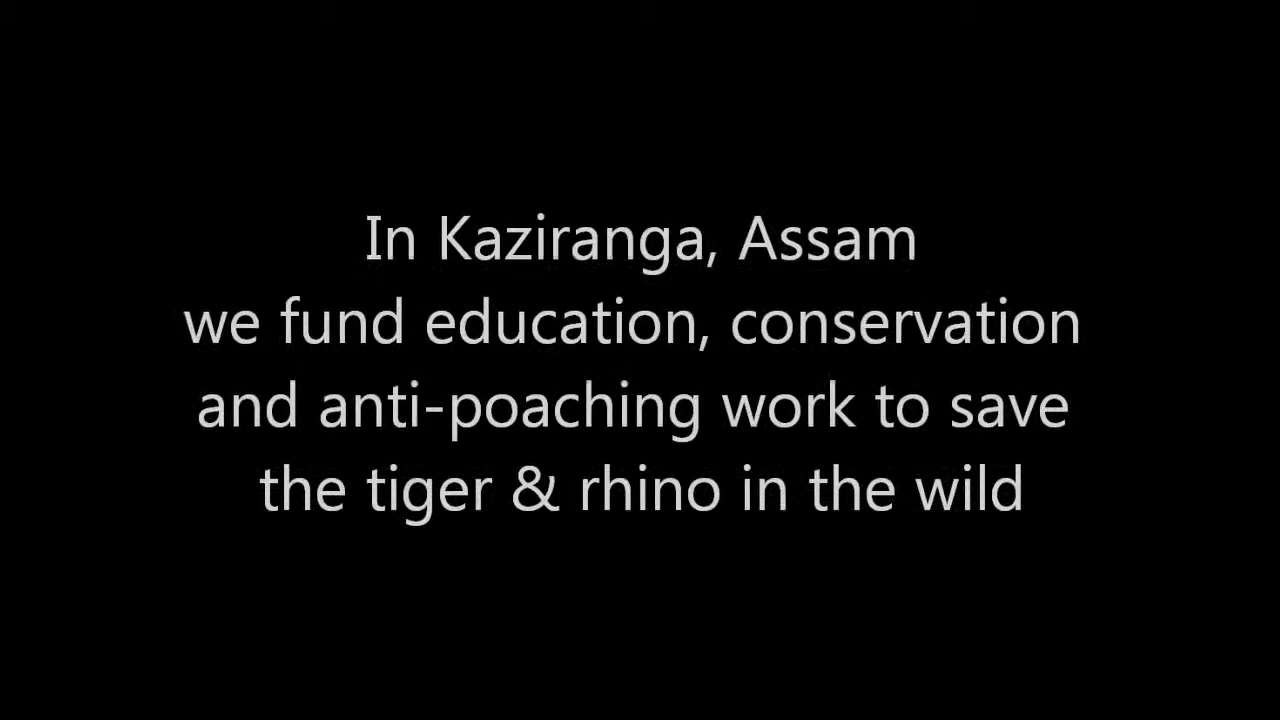 In Kaziranga, Assam
we fund education, conservation
and anti-poaching work to save
the tiger & rhino in the wild